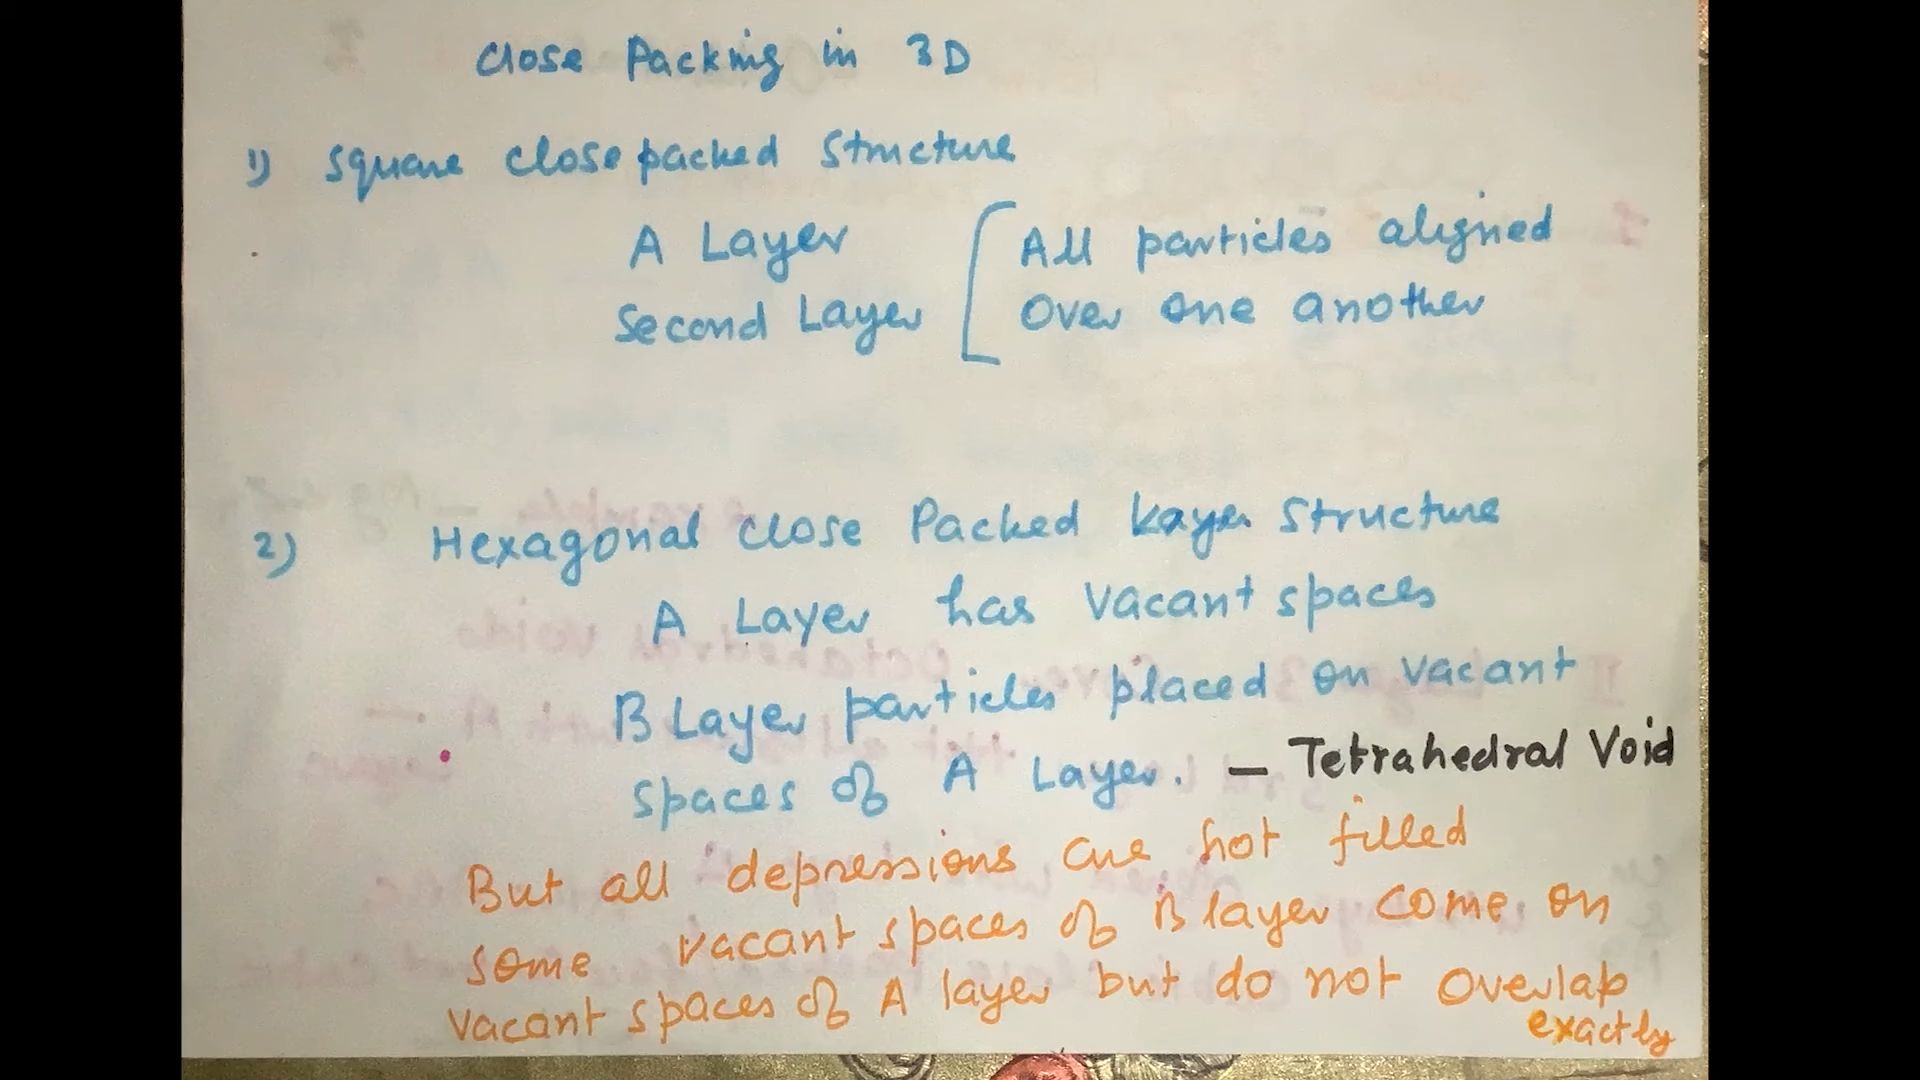 Close Packing in 3D
1) Square close packed Structure
A Layer
Second Layer
All particles aligned
Over one another
2) Hexagonal close Packed Layer Structure
A Layer has vacant spaces
B Layer particles placed on vacant
spaces of A Layer. - Tetrahedral Void
But all depressions are not filled
some vacant spaces of B layer come on
vacant spaces of A layer but do not overlap
exactly